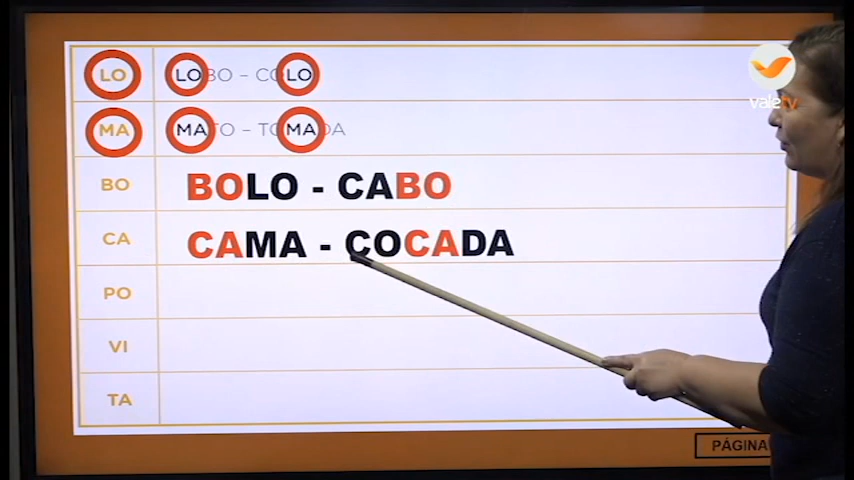 LO LOBO - COLO
valetv
MA MATO - TOMADA
BO BOLO - CABO
CA CAMA - COCADA
PO
VI
TA
PÁGINA